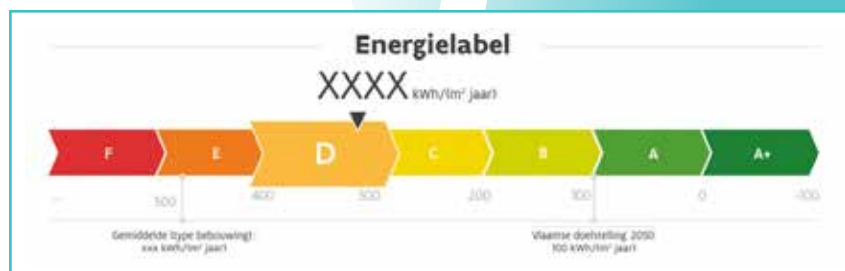 Energielabel
XXXX kWh/(m² jaar)
F E D C B A A+
500 400 300 200 100 0 -100
Gemiddelde (type bebouwing):
xxx kWh/(m² jaar)
Vlaamse doelstelling 2050
100 kWh/(m² jaar)